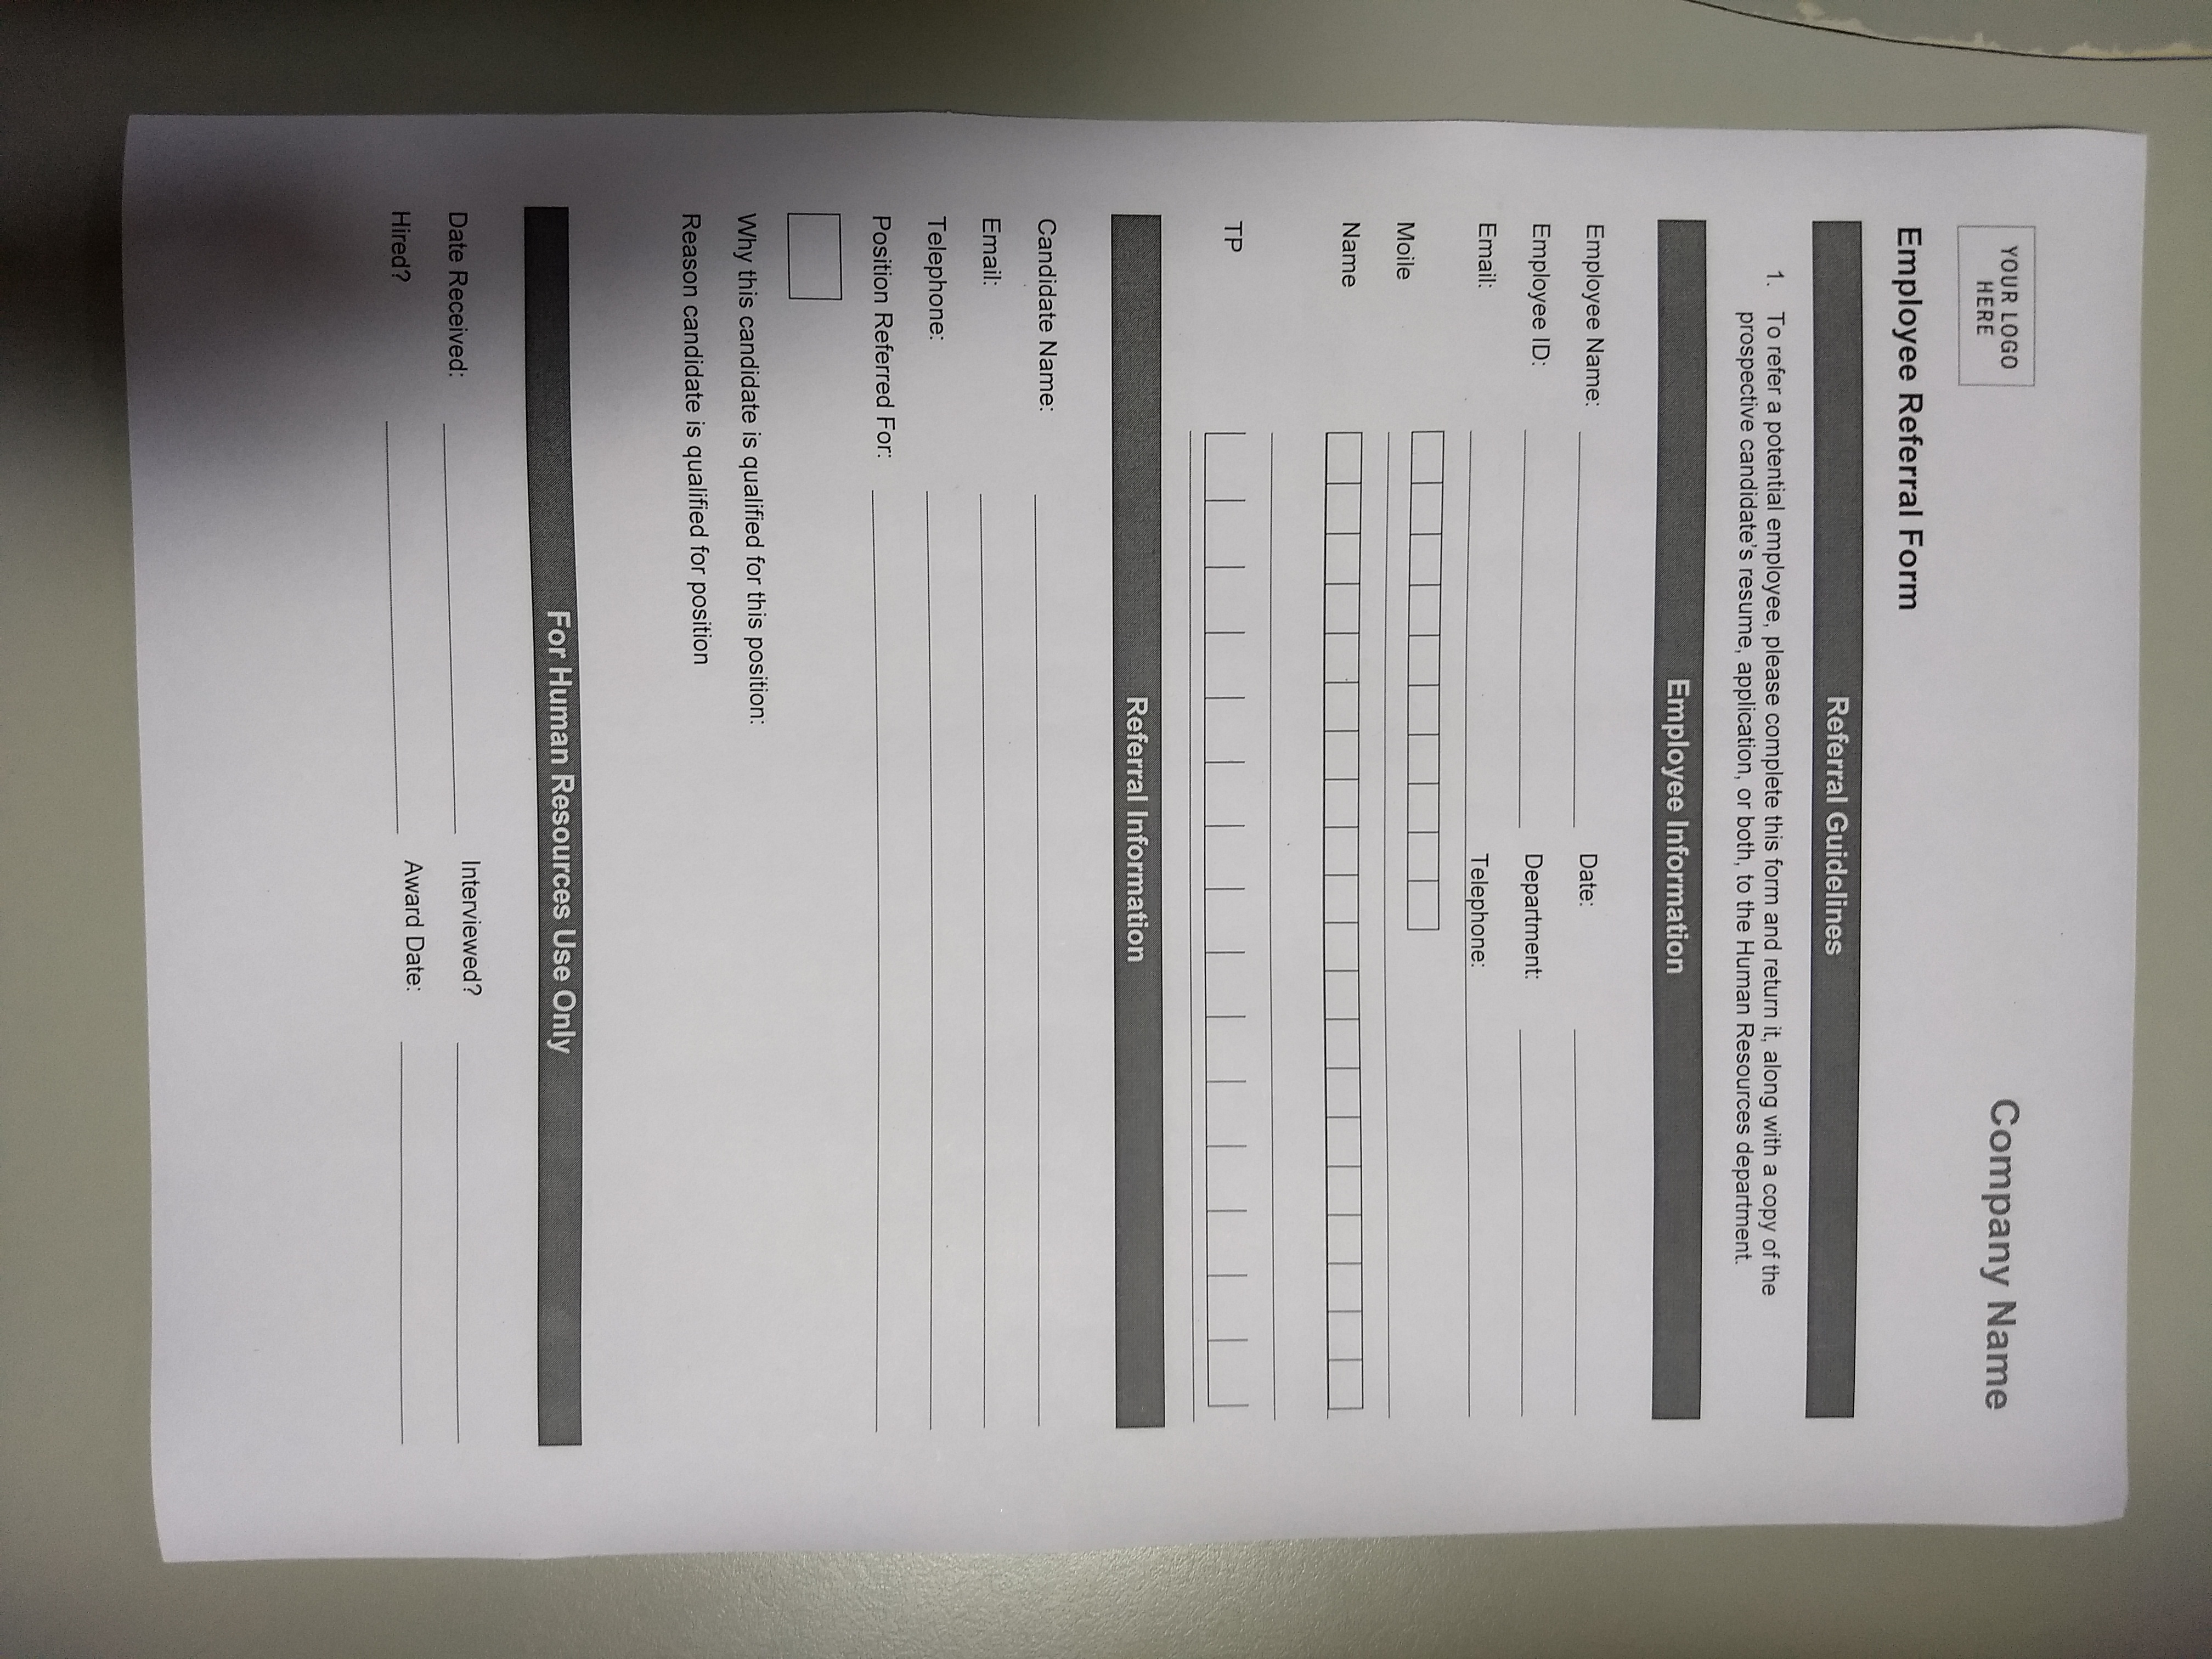 YOUR LOGO
HERE
Company Name
Employee Referral Form
Referral Guidelines
1. To refer a potential employee, please complete this form and return it, along with a copy of the
prospective candidate's resume, application, or both, to the Human Resources department.
Employee Information
Employee Name: Date:
Employee ID: Department:
Email: Telephone:
Moile
Name
TP
Referral Information
Candidate Name:
Email:
Telephone:
Position Referred For:
Why this candidate is qualified for this position:
Reason candidate is qualified for position
For Human Resources Use Only
Date Received: Interviewed?
Hired? Award Date: